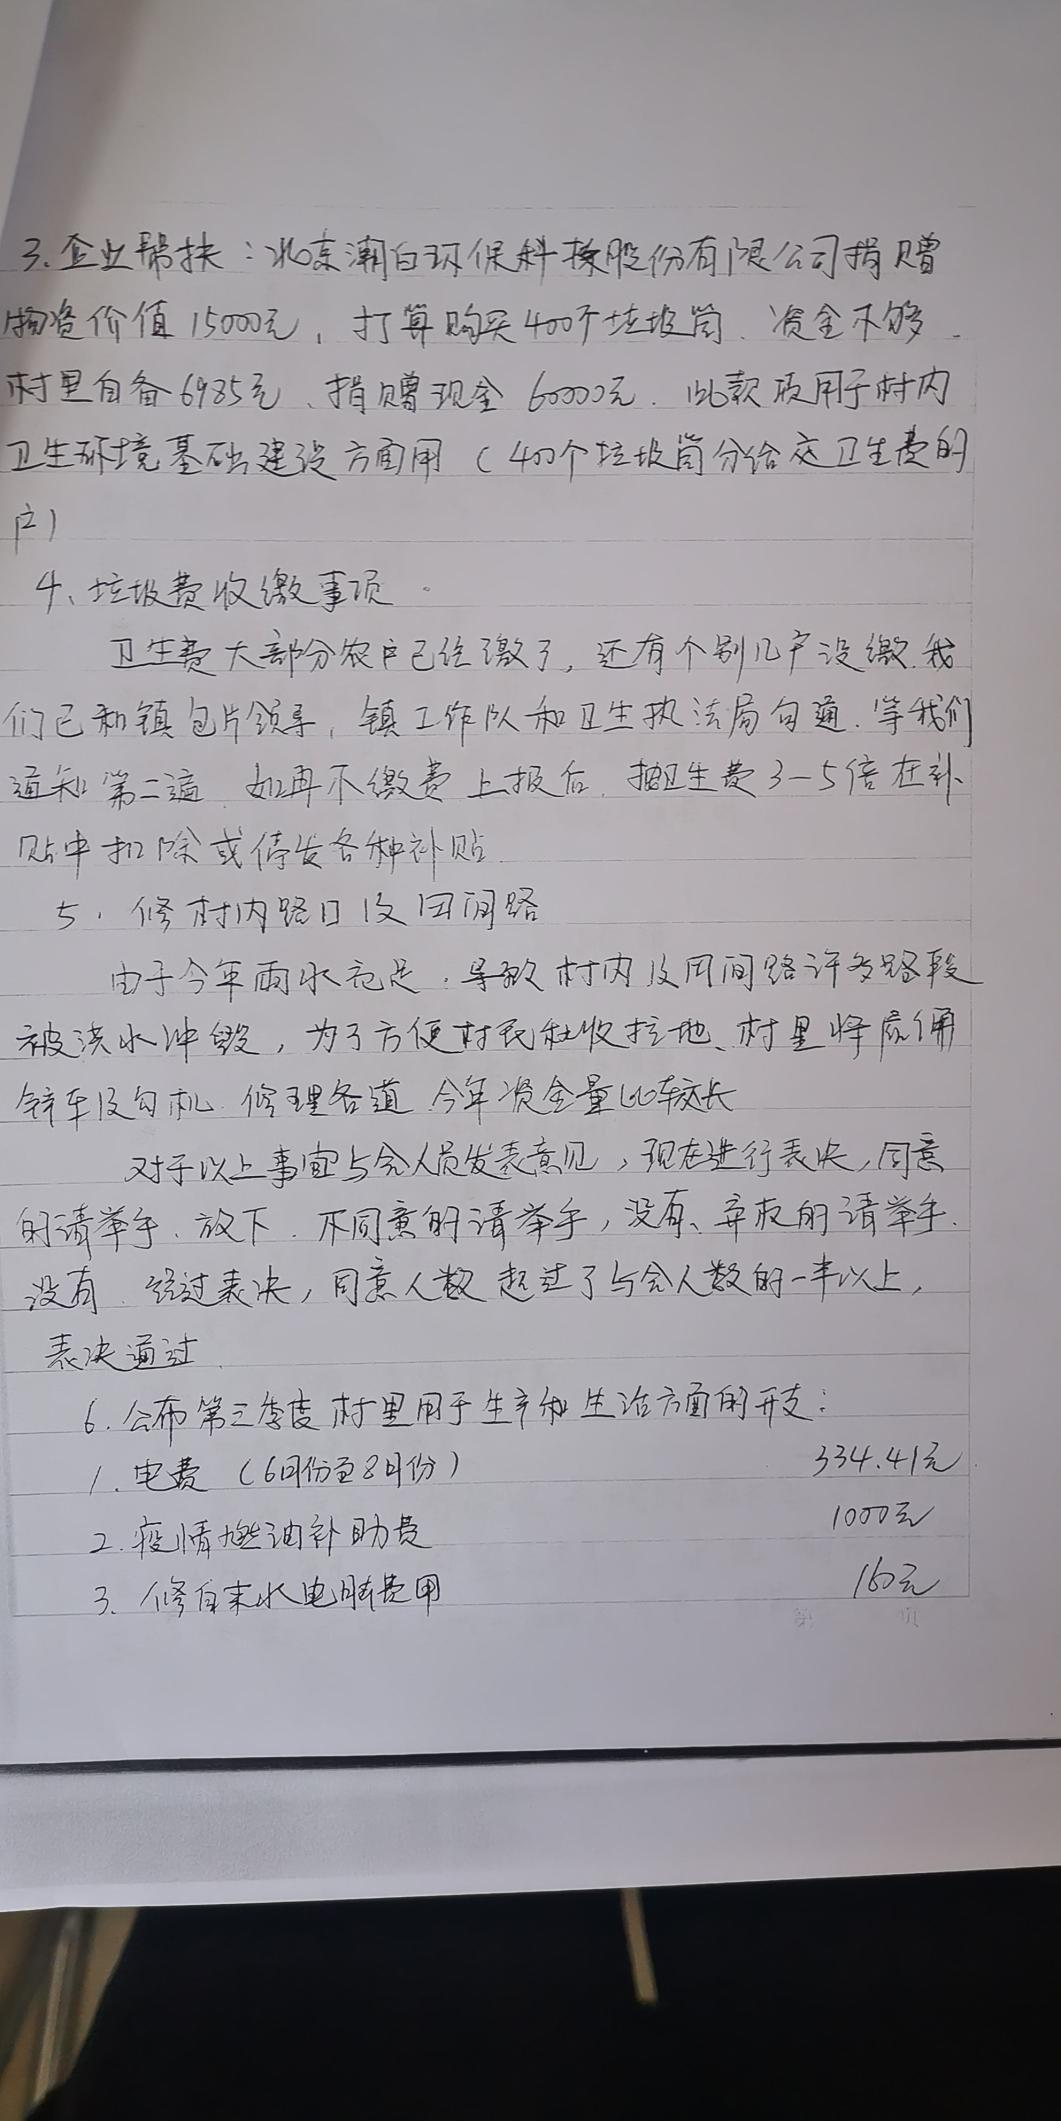 3.企业帮扶:北京潮白环保科技股份有限公司捐赠
物资价值15000元,打算购买400个垃圾筒、资金不够、
村里自备6985元、捐赠现金60000元.此款项用于村内
卫生环境基础建设方面用(400个垃圾筒分给交卫生费的
户)
4、垃圾费收缴事项
卫生费大部分农户已经缴了,还有个别几户没缴.我
们已和镇包片领导,镇工作队和卫生执法局勾通.等我们
通知第二遍.如再不缴费上报后.按卫生费3-5倍在补
贴中扣除或停发各种补贴
5.修村内路口及田间路
由于今年雨水充足.导致村内及田间路许多路段
被洪水冲毁,为了方便村民秋收拉地、村里将雇佣
铲车及勾机.修理各道.今年资金量比较长
对于以上事宜与会人员发表意见,现在进行表决,同意
的请举手.放下.不同意的请举手,没有、弃权的请举手.
没有.经过表决,同意人数超过了与会人数的一半以上,
表决通过
6.公布第三季度村里用于生产和生活方面的开支:
1.电费(6月份至8月份) 334.41元
2.疫情燃油补助费 1000元
3.修自来水电脑费用 160元
第 页